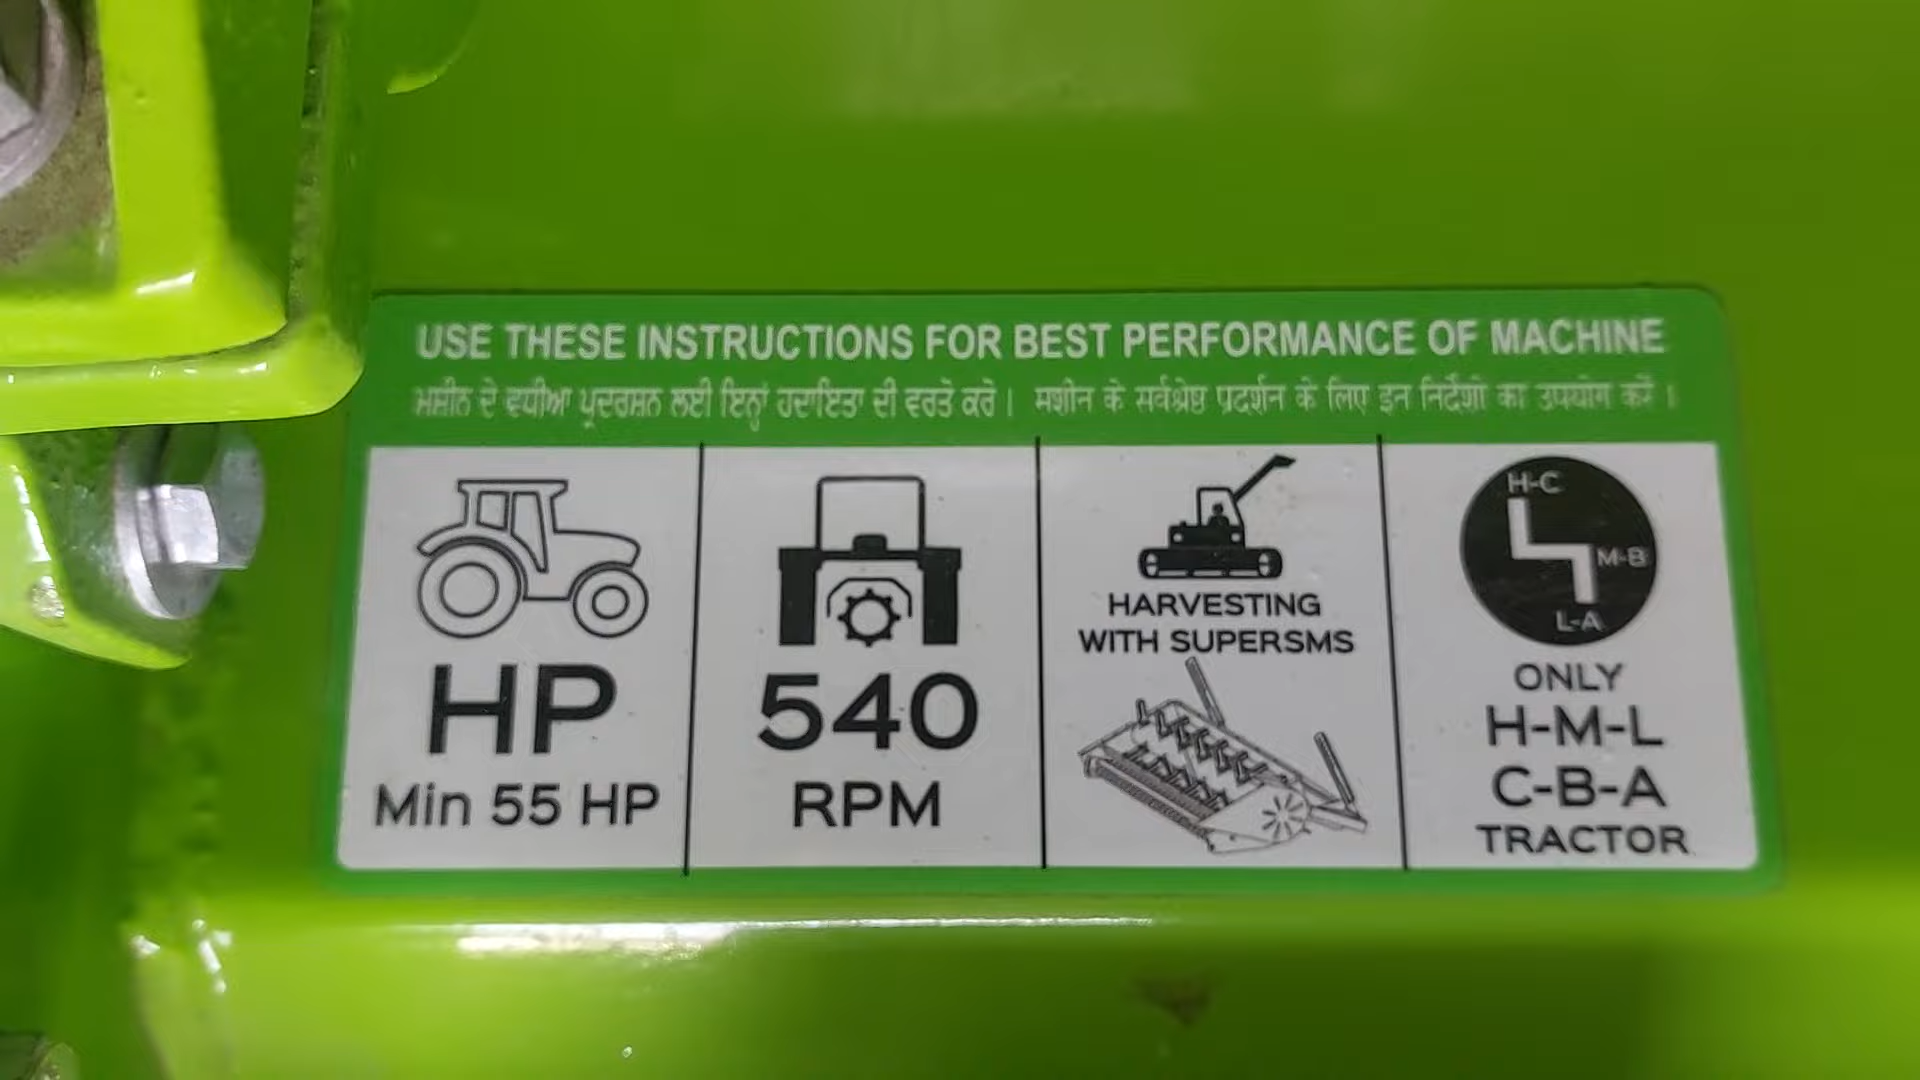 USE THESE INSTRUCTIONS FOR BEST PERFORMANCE OF MACHINE
ਮਸ਼ੀਨ ਦੇ ਵਧੀਆ ਪ੍ਰਦਰਸ਼ਨ ਲਈ ਇਨ੍ਹਾਂ ਹਦਾਇਤਾ ਦੀ ਵਰਤੋ ਕਰੋ । मशीन के सर्वश्रेष्ठ प्रदर्शन के लिए इन निर्देशो का उपयोग करें ।
HP
Min 55 HP
540
RPM
HARVESTING
WITH SUPERSMS
H-C
M-B
L-A
ONLY
H-M-L
C-B-A
TRACTOR